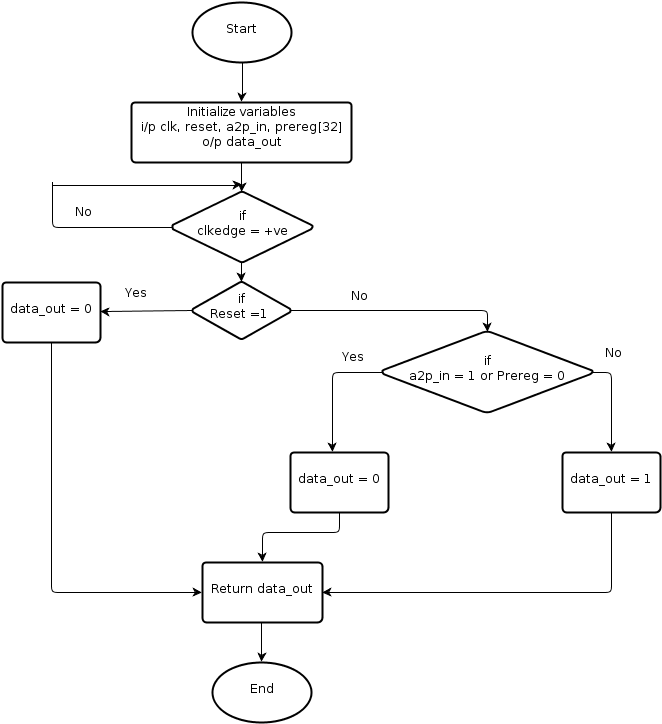 Start
Initialize variables
i/p clk, reset, a2p_in, prereg[32]
o/p data_out
No
if
clkedge = +ve
Yes
if
Reset =1
No
data_out = 0
Yes
if
a2p_in = 1 or Prereg = 0
No
data_out = 0
data_out = 1
Return data_out
End